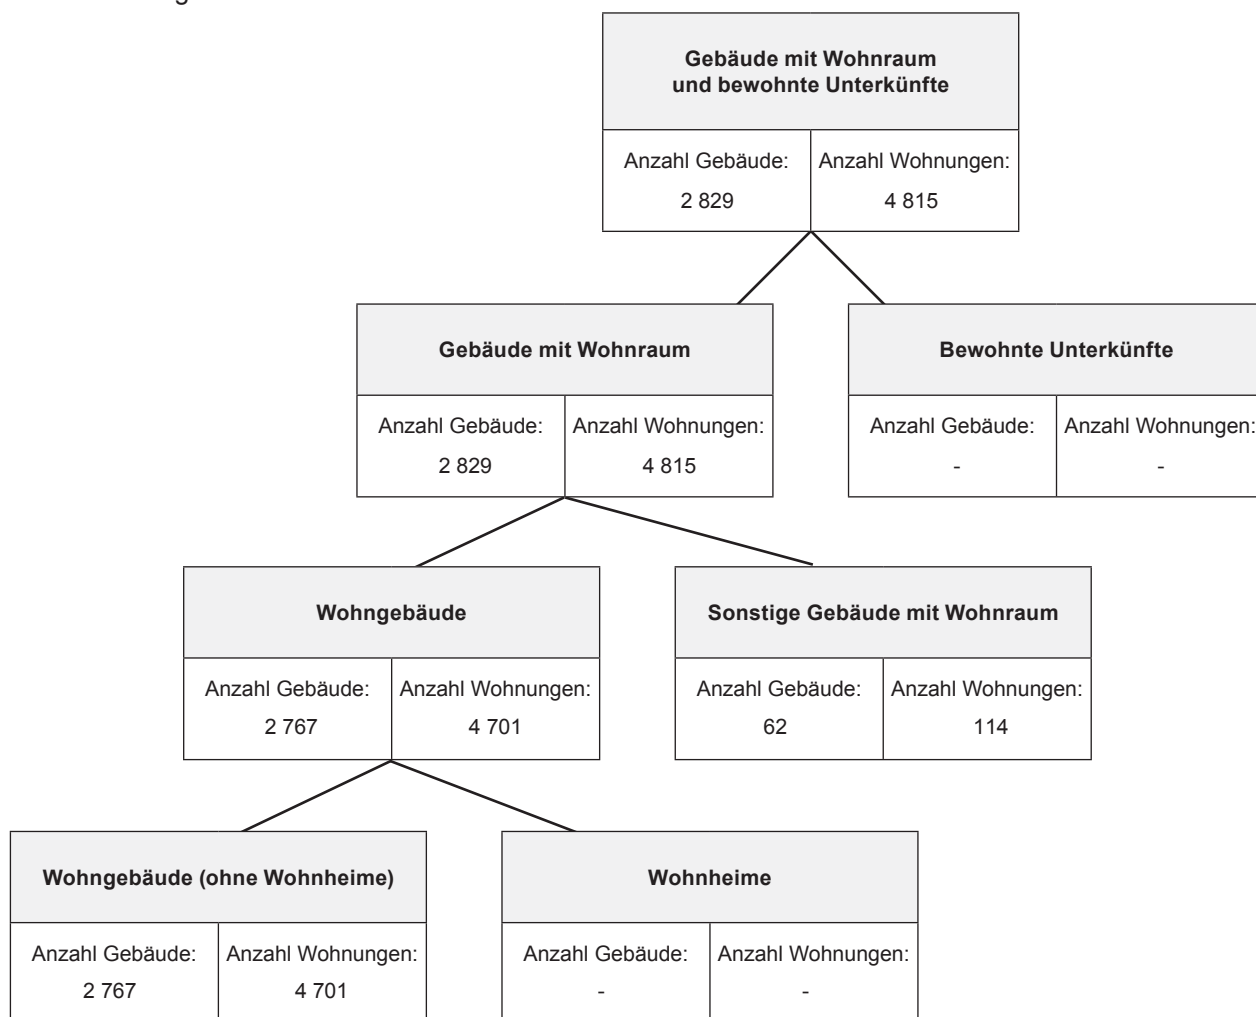 Gebäude mit Wohnraum
und bewohnte Unterkünfte
Anzahl Gebäude: Anzahl Wohnungen:
2 829 4 815
Gebäude mit Wohnraum Bewohnte Unterkünfte
Anzahl Gebäude: Anzahl Wohnungen: Anzahl Gebäude: Anzahl Wohnungen:
2 829 4 815 - -
Wohngebäude Sonstige Gebäude mit Wohnraum
Anzahl Gebäude: Anzahl Wohnungen: Anzahl Gebäude: Anzahl Wohnungen:
2 767 4 701 62 114
Wohngebäude (ohne Wohnheime) Wohnheime
Anzahl Gebäude: Anzahl Wohnungen: Anzahl Gebäude: Anzahl Wohnungen:
2 767 4 701 - -